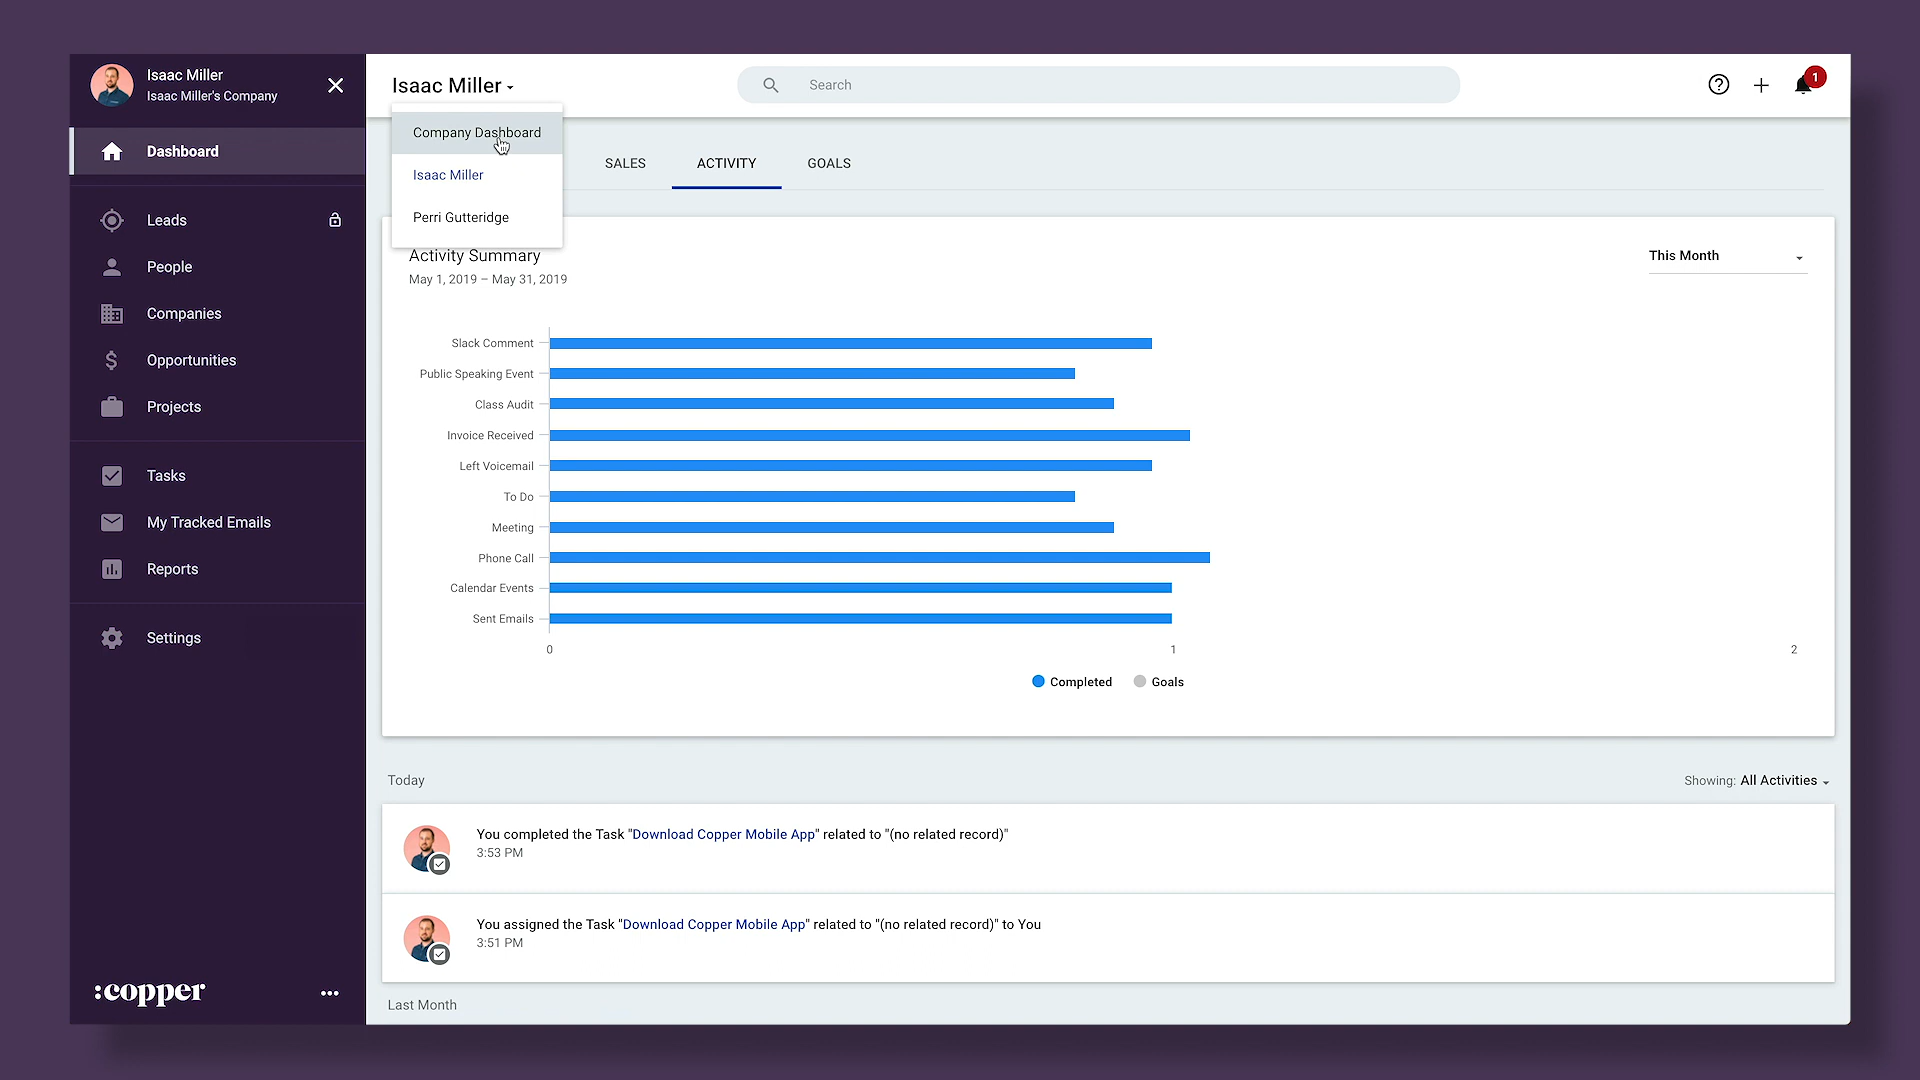 Isaac Miller
Isaac Miller's Company
Dashboard
Leads
People
Companies
Opportunities
Projects
Tasks
My Tracked Emails
Reports
Settings
:copper
Isaac Miller
Search
1
Company Dashboard
Isaac Miller
Perri Gutteridge
SALES
ACTIVITY
GOALS
Activity Summary
May 1, 2019 – May 31, 2019
This Month
Slack Comment
Public Speaking Event
Class Audit
Invoice Received
Left Voicemail
To Do
Meeting
Phone Call
Calendar Events
Sent Emails
0 1 2
Completed Goals
Today
Showing: All Activities
You completed the Task "Download Copper Mobile App" related to "(no related record)"
3:53 PM
You assigned the Task "Download Copper Mobile App" related to "(no related record)" to You
3:51 PM
Last Month